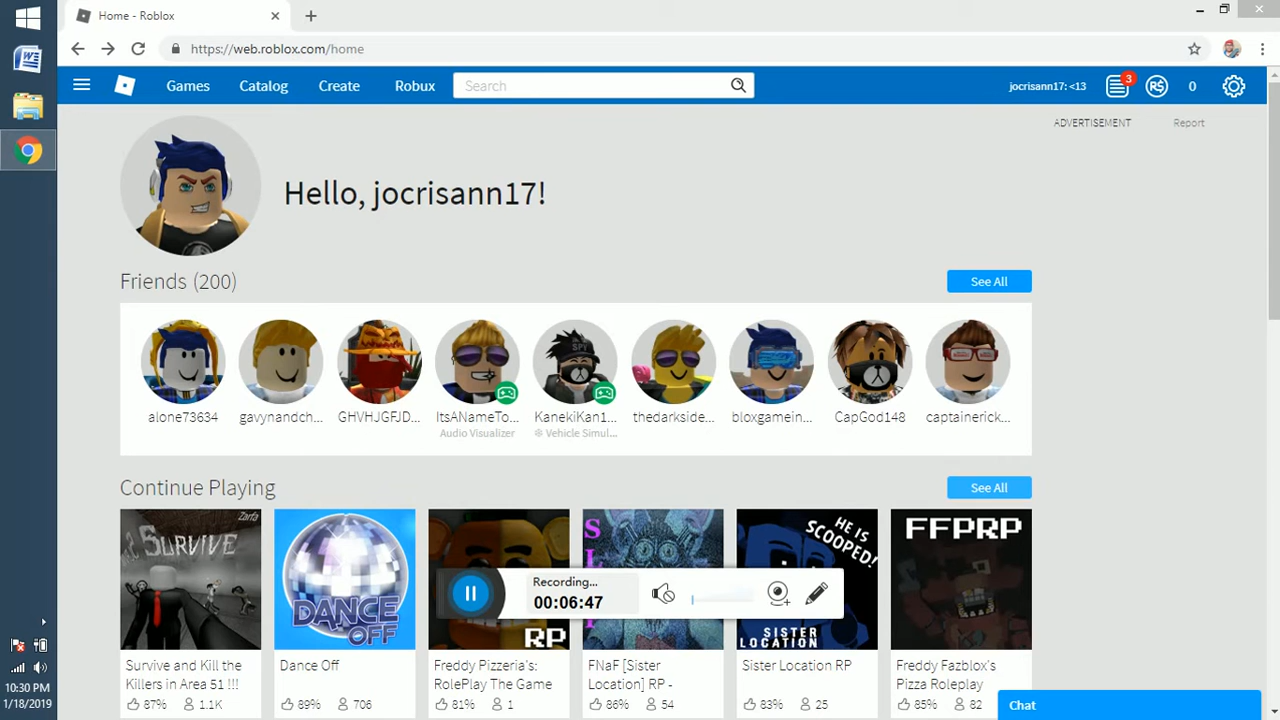 Home - Roblox
https://web.roblox.com/home
Games Catalog Create Robux Search jocrisann17: <13 3 R$ 0
ADVERTISEMENT Report
Hello, jocrisann17!
Friends (200) See All
SPY
alone73634 gavynandch... GHVHJGFJD... ItsANameTo... KanekiKan1... thedarkside... bloxgamein... CapGod148 captainerick...
Audio Visualizer ❄ Vehicle Simul...
Continue Playing See All
Zarfa
SURVIVE
DANCE OFF
RP
HE IS SCOOPED!
SISTER LOCATION
FFPRP
Recording...
00:06:47
Survive and Kill the Killers in Area 51 !!!
87% 1.1K
Dance Off
89% 706
Freddy Pizzeria's: RolePlay The Game
81% 1
FNaF [Sister Location] RP -
86% 54
Sister Location RP
83% 25
Freddy Fazblox's Pizza Roleplay
85% 82
Chat
10:30 PM
1/18/2019